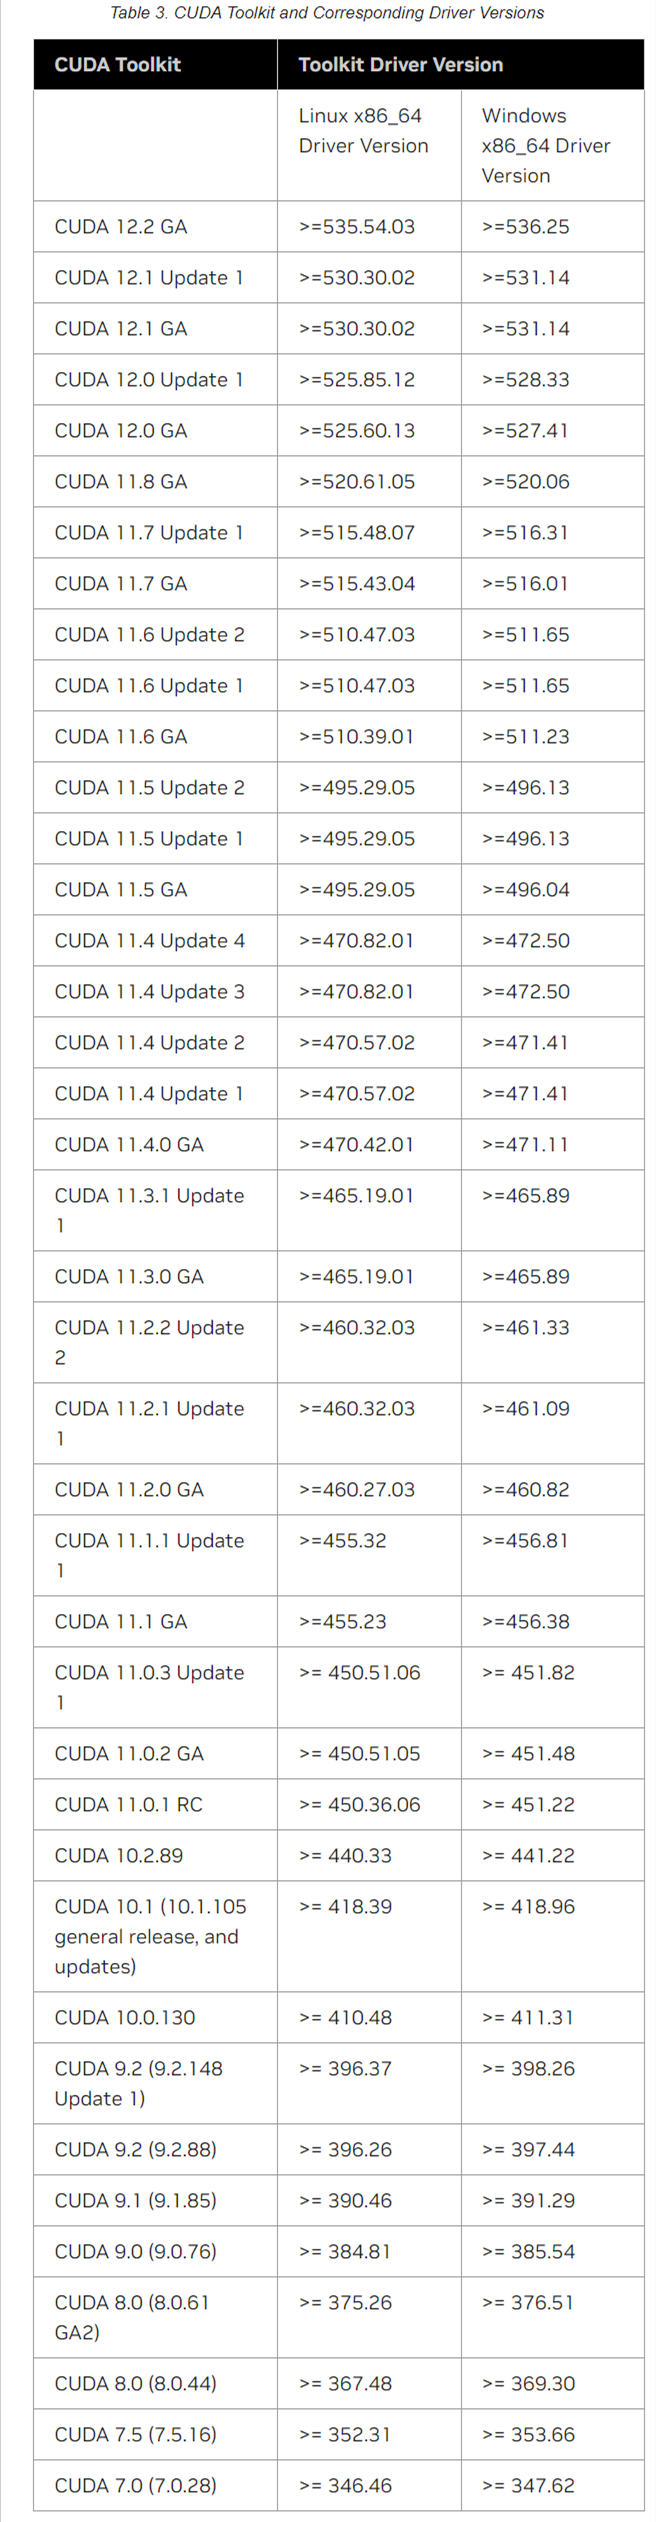 Table 3. CUDA Toolkit and Corresponding Driver Versions
CUDA Toolkit Toolkit Driver Version
Linux x86_64 Driver Version Windows x86_64 Driver Version
CUDA 12.2 GA >=535.54.03 >=536.25
CUDA 12.1 Update 1 >=530.30.02 >=531.14
CUDA 12.1 GA >=530.30.02 >=531.14
CUDA 12.0 Update 1 >=525.85.12 >=528.33
CUDA 12.0 GA >=525.60.13 >=527.41
CUDA 11.8 GA >=520.61.05 >=520.06
CUDA 11.7 Update 1 >=515.48.07 >=516.31
CUDA 11.7 GA >=515.43.04 >=516.01
CUDA 11.6 Update 2 >=510.47.03 >=511.65
CUDA 11.6 Update 1 >=510.47.03 >=511.65
CUDA 11.6 GA >=510.39.01 >=511.23
CUDA 11.5 Update 2 >=495.29.05 >=496.13
CUDA 11.5 Update 1 >=495.29.05 >=496.13
CUDA 11.5 GA >=495.29.05 >=496.04
CUDA 11.4 Update 4 >=470.82.01 >=472.50
CUDA 11.4 Update 3 >=470.82.01 >=472.50
CUDA 11.4 Update 2 >=470.57.02 >=471.41
CUDA 11.4 Update 1 >=470.57.02 >=471.41
CUDA 11.4.0 GA >=470.42.01 >=471.11
CUDA 11.3.1 Update 1 >=465.19.01 >=465.89
CUDA 11.3.0 GA >=465.19.01 >=465.89
CUDA 11.2.2 Update 2 >=460.32.03 >=461.33
CUDA 11.2.1 Update 1 >=460.32.03 >=461.09
CUDA 11.2.0 GA >=460.27.03 >=460.82
CUDA 11.1.1 Update 1 >=455.32 >=456.81
CUDA 11.1 GA >=455.23 >=456.38
CUDA 11.0.3 Update 1 >= 450.51.06 >= 451.82
CUDA 11.0.2 GA >= 450.51.05 >= 451.48
CUDA 11.0.1 RC >= 450.36.06 >= 451.22
CUDA 10.2.89 >= 440.33 >= 441.22
CUDA 10.1 (10.1.105 general release, and updates) >= 418.39 >= 418.96
CUDA 10.0.130 >= 410.48 >= 411.31
CUDA 9.2 (9.2.148 Update 1) >= 396.37 >= 398.26
CUDA 9.2 (9.2.88) >= 396.26 >= 397.44
CUDA 9.1 (9.1.85) >= 390.46 >= 391.29
CUDA 9.0 (9.0.76) >= 384.81 >= 385.54
CUDA 8.0 (8.0.61 GA2) >= 375.26 >= 376.51
CUDA 8.0 (8.0.44) >= 367.48 >= 369.30
CUDA 7.5 (7.5.16) >= 352.31 >= 353.66
CUDA 7.0 (7.0.28) >= 346.46 >= 347.62